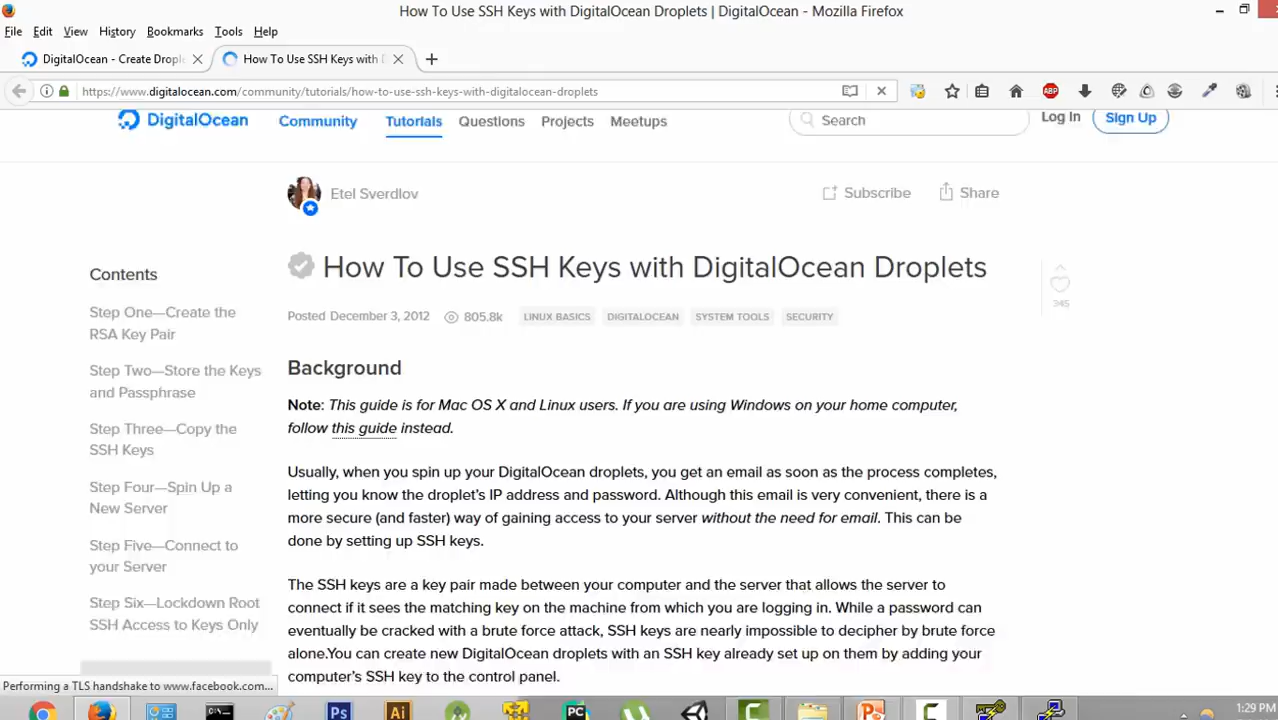 How To Use SSH Keys with DigitalOcean Droplets | DigitalOcean - Mozilla Firefox
File Edit View History Bookmarks Tools Help
DigitalOcean - Create Drople
How To Use SSH Keys with D
https://www.digitalocean.com/community/tutorials/how-to-use-ssh-keys-with-digitalocean-droplets
ABP
DigitalOcean Community Tutorials Questions Projects Meetups Search Log In Sign Up
Etel Sverdlov
Subscribe Share
Contents
Step One—Create the
RSA Key Pair
Step Two—Store the Keys
and Passphrase
Step Three—Copy the
SSH Keys
Step Four—Spin Up a
New Server
Step Five—Connect to
your Server
Step Six—Lockdown Root
SSH Access to Keys Only
How To Use SSH Keys with DigitalOcean Droplets
345
Posted December 3, 2012 805.8k LINUX BASICS DIGITALOCEAN SYSTEM TOOLS SECURITY
Background
Note: This guide is for Mac OS X and Linux users. If you are using Windows on your home computer,
follow this guide instead.
Usually, when you spin up your DigitalOcean droplets, you get an email as soon as the process completes,
letting you know the droplet's IP address and password. Although this email is very convenient, there is a
more secure (and faster) way of gaining access to your server without the need for email. This can be
done by setting up SSH keys.
The SSH keys are a key pair made between your computer and the server that allows the server to
connect if it sees the matching key on the machine from which you are logging in. While a password can
eventually be cracked with a brute force attack, SSH keys are nearly impossible to decipher by brute force
alone.You can create new DigitalOcean droplets with an SSH key already set up on them by adding your
computer's SSH key to the control panel.
Performing a TLS handshake to www.facebook.com...
Ps Ai PC
1:29 PM